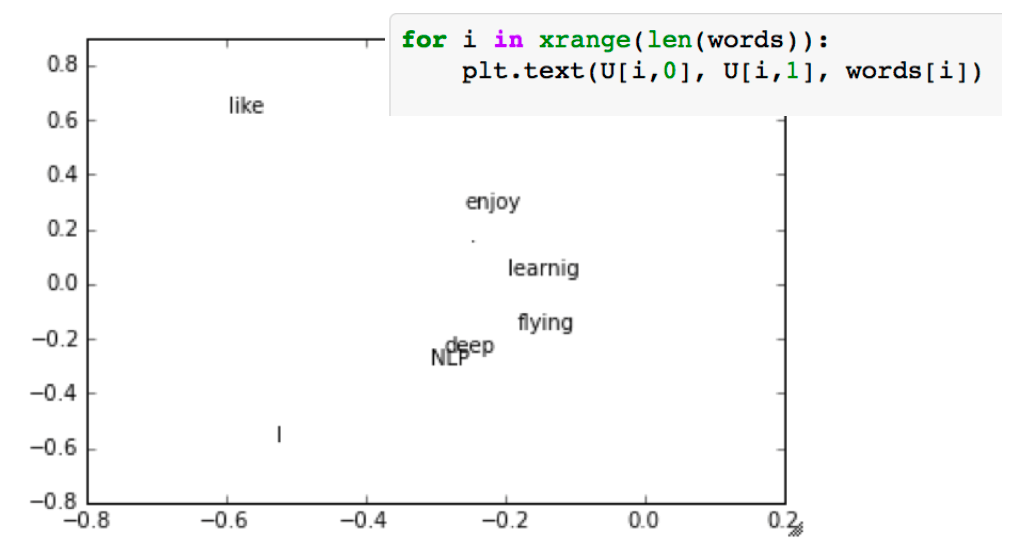 for i in xrange(len(words)):
    plt.text(U[i,0], U[i,1], words[i])
0.8
like
0.6
0.4
enjoy
0.2
.
learnig
0.0
flying
−0.2
deep
NLP
−0.4
I
−0.6
−0.8
−0.8 −0.6 −0.4 −0.2 0.0 0.2